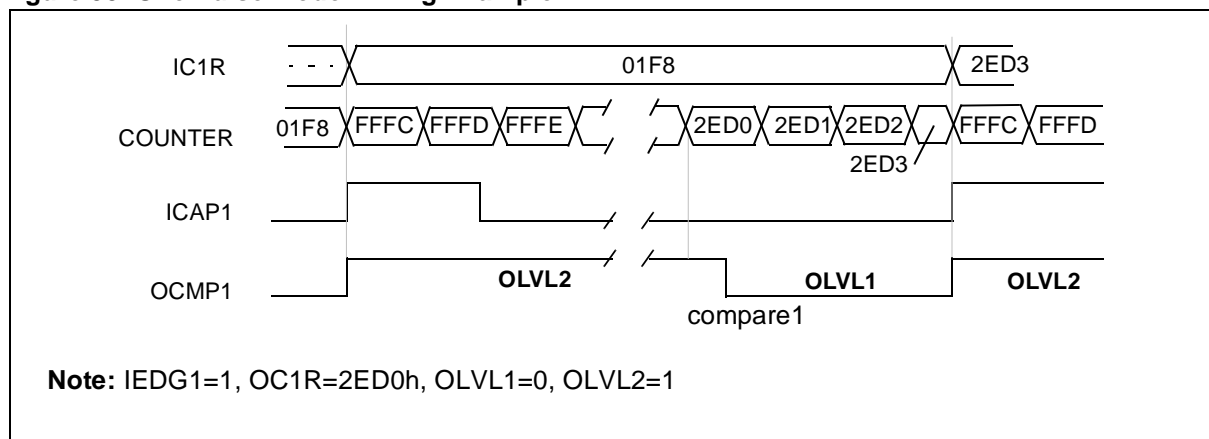 IC1R - - - 01F8 2ED3
COUNTER 01F8 FFFC FFFD FFFE 2ED0 2ED1 2ED2 FFFC FFFD
2ED3
ICAP1
OCMP1 OLVL2 OLVL1 OLVL2
compare1
Note: IEDG1=1, OC1R=2ED0h, OLVL1=0, OLVL2=1